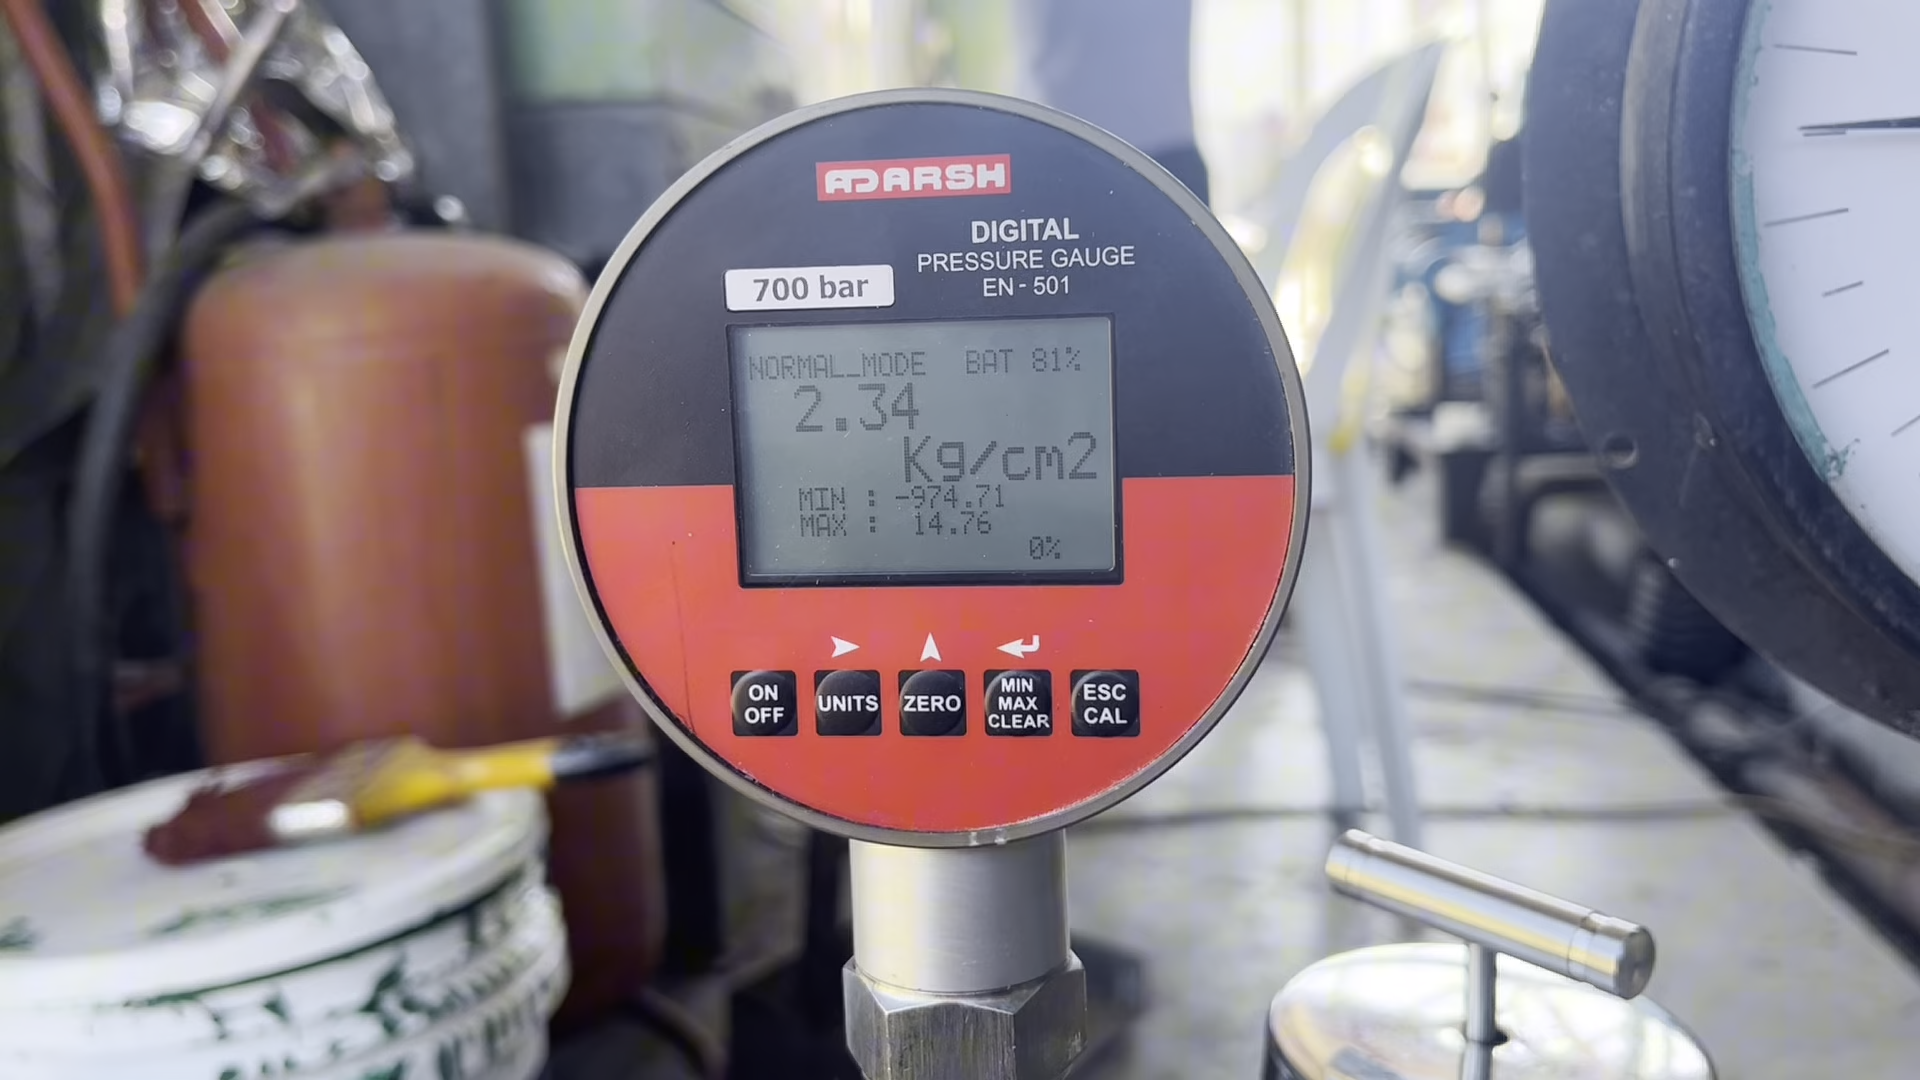 ADARSH
DIGITAL
PRESSURE GAUGE
EN - 501
700 bar
NORMAL_MODE BAT 81%
2.34
Kg/cm2
MIN : -974.71
MAX : 14.76
0%
ON
OFF
UNITS
ZERO
MIN
MAX
CLEAR
ESC
CAL